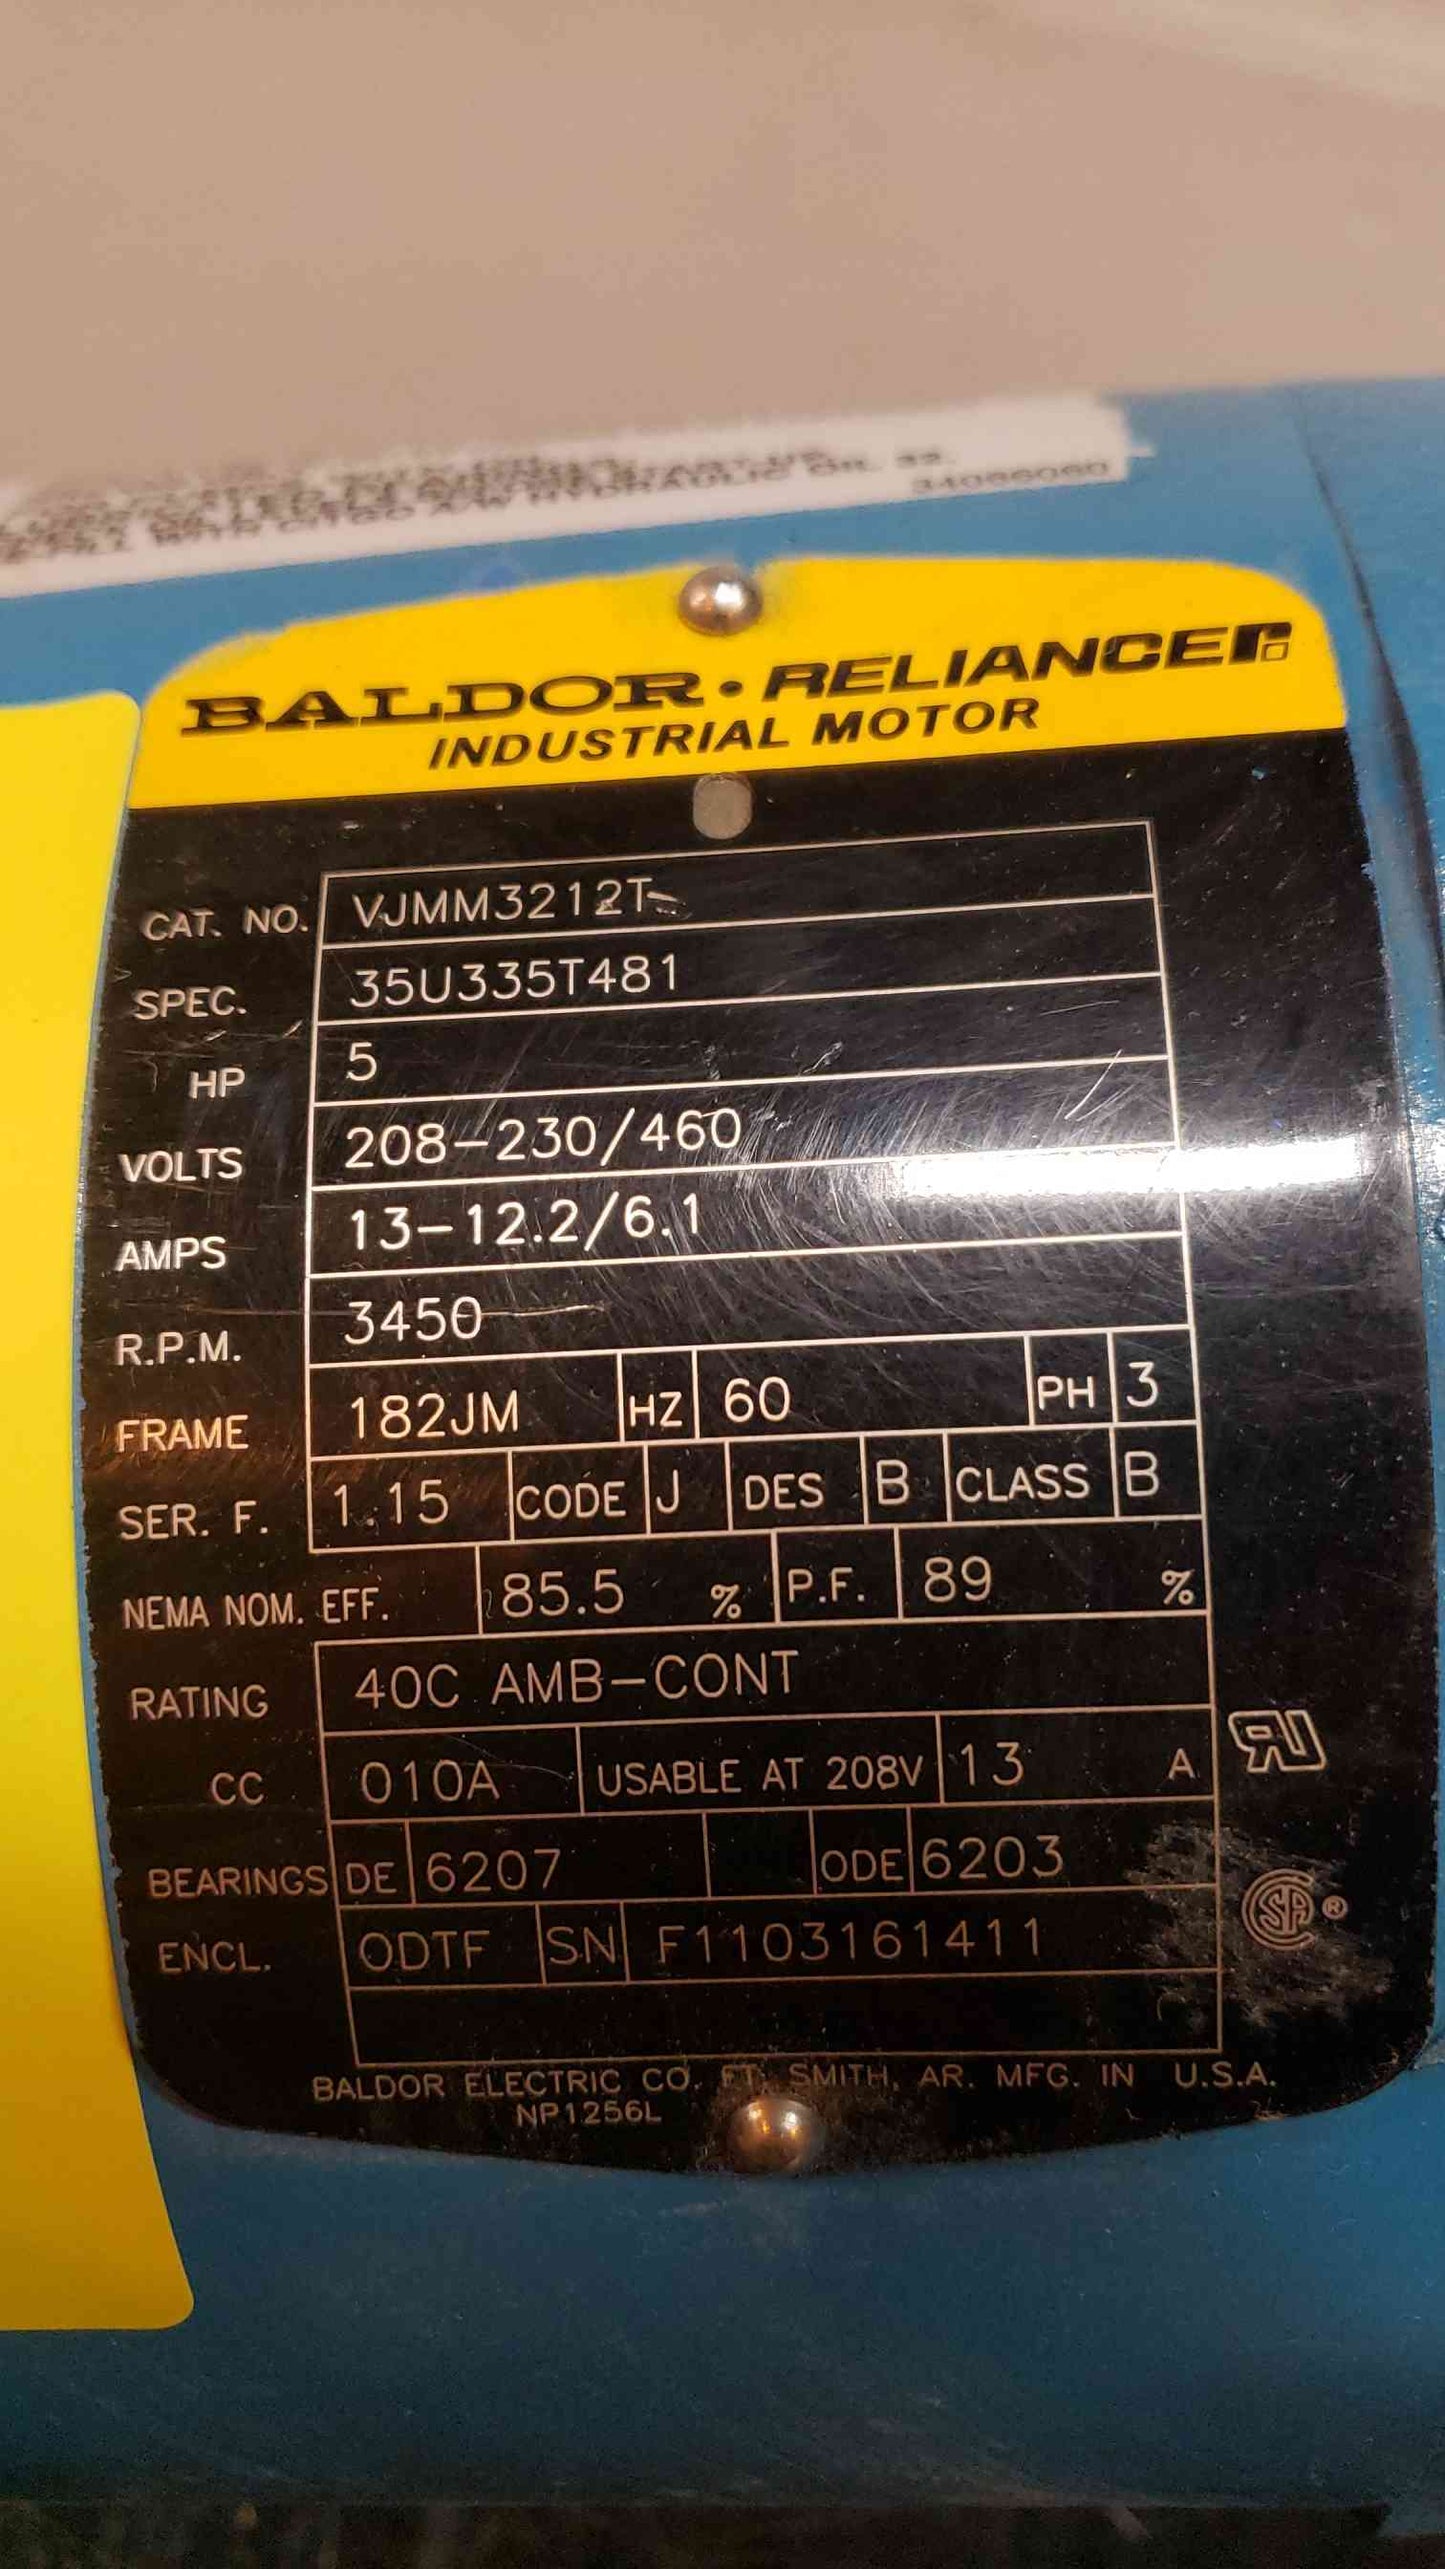 34086060
BALDOR • RELIANCE
INDUSTRIAL MOTOR
CAT. NO. VJMM3212T
SPEC. 35U335T481
HP 5
VOLTS 208-230/460
AMPS 13-12.2/6.1
R.P.M. 3450
FRAME 182JM HZ 60 PH 3
SER. F. 1.15 CODE J DES B CLASS B
NEMA NOM. EFF. 85.5 % P.F. 89 %
RATING 40C AMB-CONT
CC 010A USABLE AT 208V 13 A
BEARINGS DE 6207 ODE 6203
ENCL. ODTF SN F1103161411
BALDOR ELECTRIC CO. FT. SMITH, AR. MFG. IN U.S.A.
NP1256L